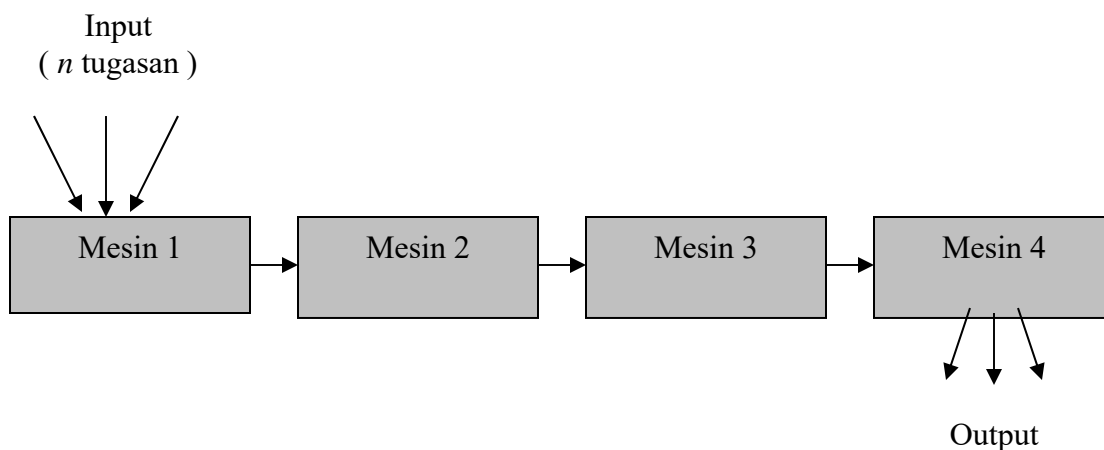 Input
( n tugasan )
Mesin 1
Mesin 2
Mesin 3
Mesin 4
Output